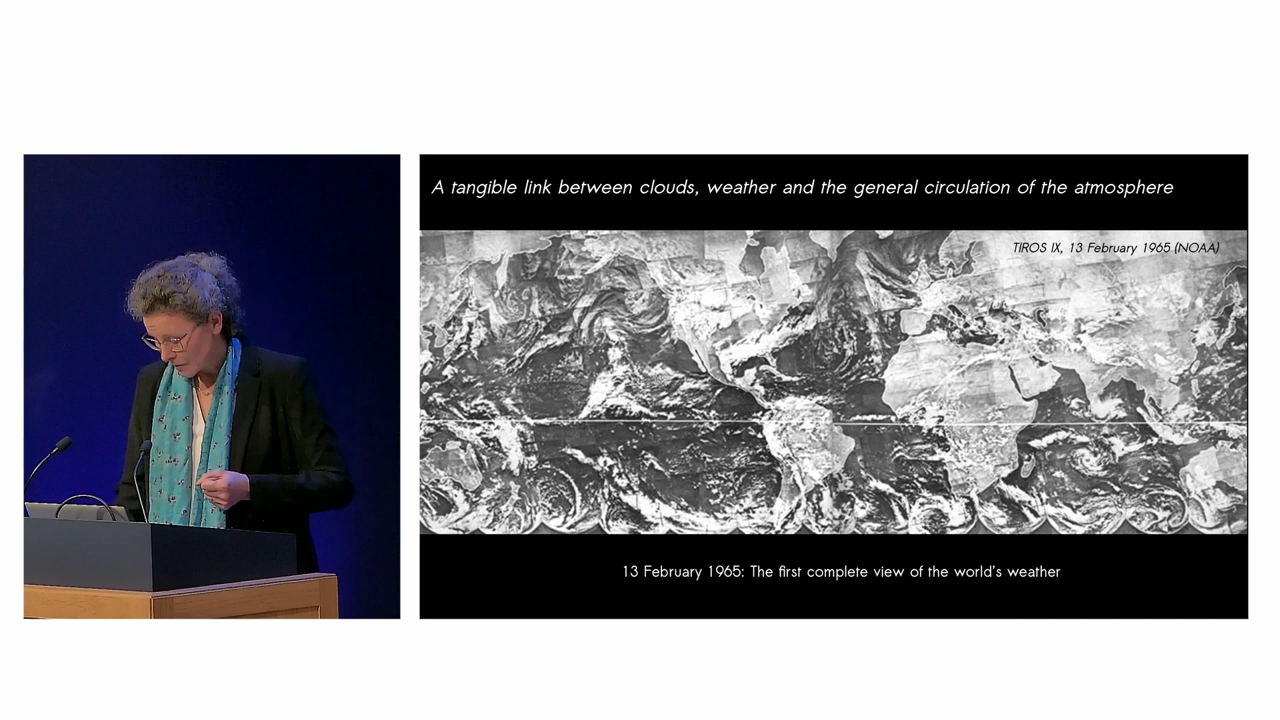 A tangible link between clouds, weather and the general circulation of the atmosphere
TIROS IX, 13 February 1965 (NOAA)
13 February 1965: The first complete view of the world's weather